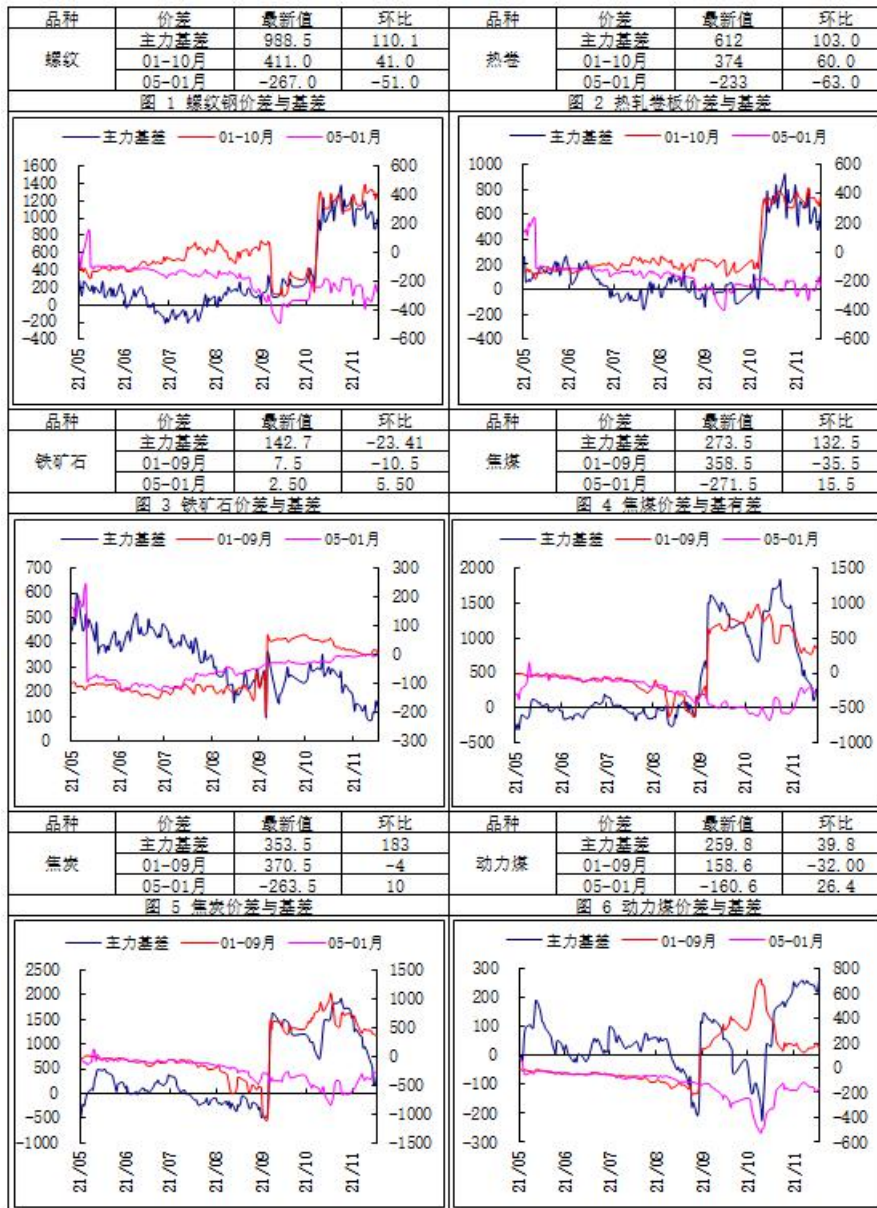 品种 价差 最新值 环比 品种 价差 最新值 环比
螺纹 主力基差 988.5 110.1 热卷 主力基差 612 103.0
01-10月 411.0 41.0 01-10月 374 60.0
05-01月 -267.0 -51.0 05-01月 -233 -63.0
图 1 螺纹钢价差与基差 图 2 热轧卷板价差与基差
主力基差 01-10月 05-01月
1600 1400 1200 1000 800 600 400 200 0 -200 -400
600 400 200 0 -200 -400 -600
21/05 21/06 21/07 21/08 21/09 21/10 21/11
主力基差 01-10月 05-01月
1000 800 600 400 200 0 -200 -400
600 400 200 0 -200 -400 -600
21/05 21/06 21/07 21/08 21/09 21/10 21/11
品种 价差 最新值 环比 品种 价差 最新值 环比
铁矿石 主力基差 142.7 -23.41 焦煤 主力基差 273.5 132.5
01-09月 7.5 -10.5 01-09月 358.5 -35.5
05-01月 2.50 5.50 05-01月 -271.5 15.5
图 3 铁矿石价差与基差 图 4 焦煤价差与基有差
主力基差 01-09月 05-01月
700 600 500 400 300 200 100 0
300 200 100 0 -100 -200 -300
21/05 21/06 21/07 21/08 21/09 21/10 21/11
主力基差 01-09月 05-01月
2000 1500 1000 500 0 -500
1500 1000 500 0 -500 -1000
21/05 21/06 21/07 21/08 21/09 21/10 21/11
品种 价差 最新值 环比 品种 价差 最新值 环比
焦炭 主力基差 353.5 183 动力煤 主力基差 259.8 39.8
01-09月 370.5 -4 01-09月 158.6 -32.00
05-01月 -263.5 10 05-01月 -160.6 26.4
图 5 焦炭价差与基差 图 6 动力煤价差与基差
主力基差 01-09月 05-01月
2500 2000 1500 1000 500 0 -500 -1000
1500 1000 500 0 -500 -1000 -1500
21/05 21/06 21/07 21/08 21/09 21/10 21/11
主力基差 01-09月 05-01月
300 200 100 0 -100 -200 -300
800 600 400 200 0 -200 -400 -600
21/05 21/06 21/07 21/08 21/09 21/10 21/11